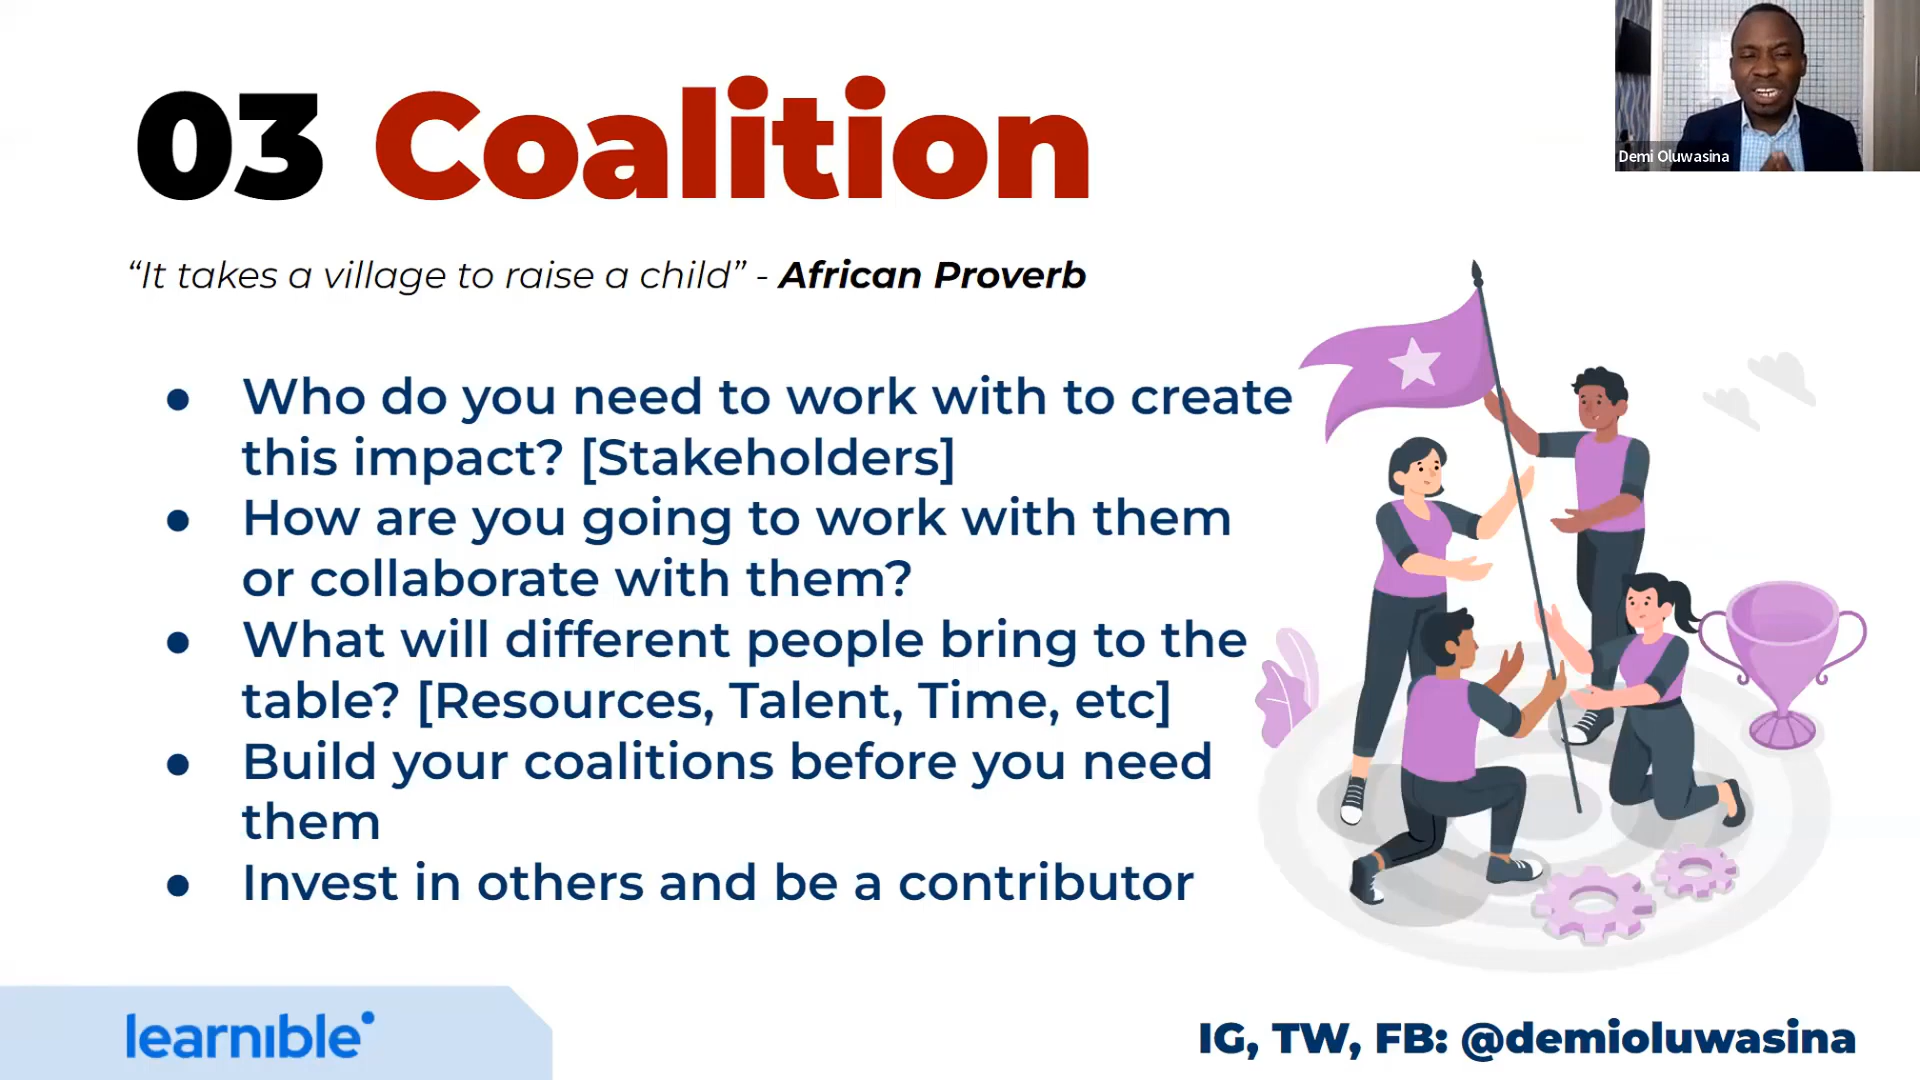 03 Coalition
Demi Oluwasina
“It takes a village to raise a child” - African Proverb
● Who do you need to work with to create
this impact? [Stakeholders]
● How are you going to work with them
or collaborate with them?
● What will different people bring to the
table? [Resources, Talent, Time, etc]
● Build your coalitions before you need
them
● Invest in others and be a contributor
learnible
IG, TW, FB: @demioluwasina